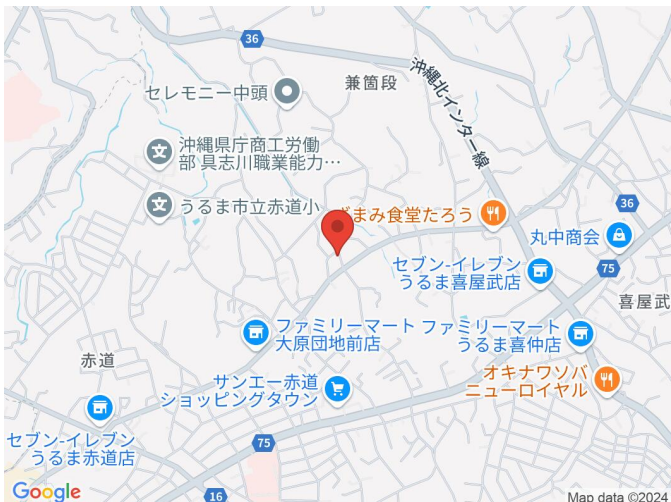 36
沖縄北インター線
兼箇段
セレモニー中頭
沖縄県庁商工労働
部 具志川職業能力…
うるま市立赤道小
ざまみ食堂たろう
36
丸中商会
75
セブン-イレブン
うるま喜屋武店
喜屋武
ファミリーマート
大原団地前店
ファミリーマート
うるま喜仲店
赤道
サンエー赤道
ショッピングタウン
オキナワソバ
ニューロイヤル
セブン-イレブン
うるま赤道店
75
16
Google
Map data ©2024